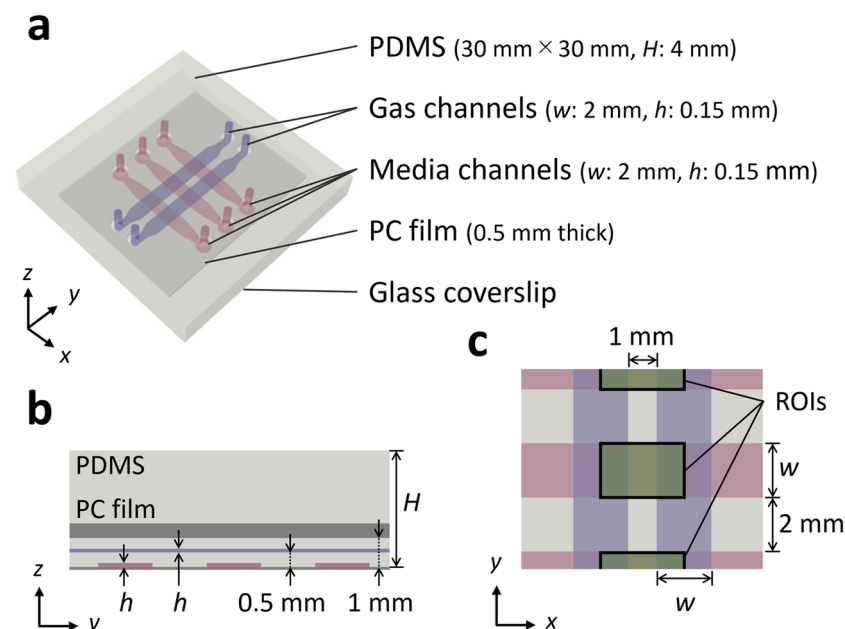 a
PDMS (30 mm × 30 mm, H: 4 mm)
Gas channels (w: 2 mm, h: 0.15 mm)
Media channels (w: 2 mm, h: 0.15 mm)
PC film (0.5 mm thick)
Glass coverslip
z
y
x
b
PDMS
PC film
H
h
h
0.5 mm
1 mm
z
y
c
1 mm
ROIs
w
2 mm
w
y
x